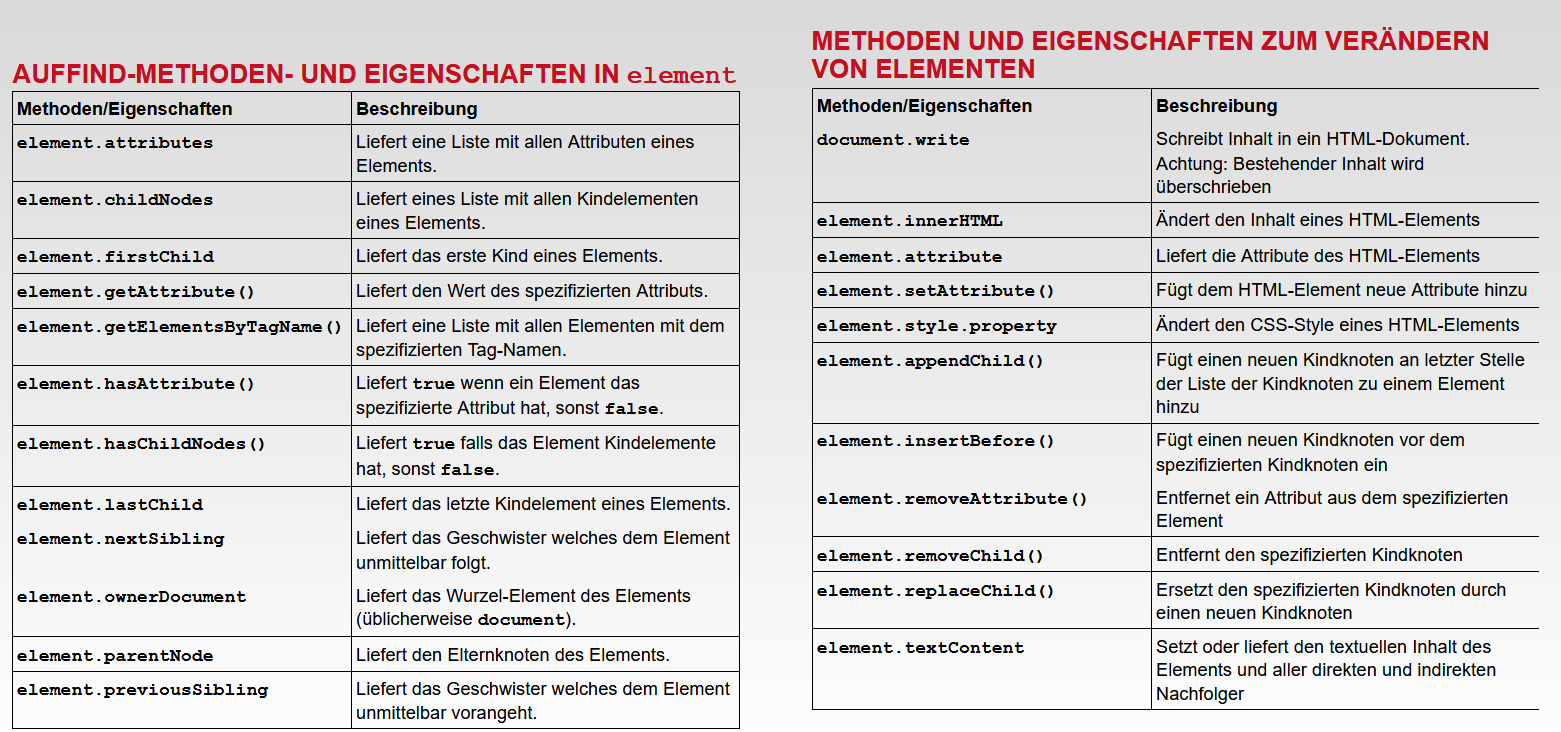 AUFFIND-METHODEN- UND EIGENSCHAFTEN IN element
Methoden/Eigenschaften Beschreibung
element.attributes Liefert eine Liste mit allen Attributen eines
Elements.
element.childNodes Liefert eines Liste mit allen Kindelementen
eines Elements.
element.firstChild Liefert das erste Kind eines Elements.
element.getAttribute() Liefert den Wert des spezifizierten Attributs.
element.getElementsByTagName() Liefert eine Liste mit allen Elementen mit dem
spezifizierten Tag-Namen.
element.hasAttribute() Liefert true wenn ein Element das
spezifizierte Attribut hat, sonst false.
element.hasChildNodes() Liefert true falls das Element Kindelemente
hat, sonst false.
element.lastChild Liefert das letzte Kindelement eines Elements.
element.nextSibling Liefert das Geschwister welches dem Element
unmittelbar folgt.
element.ownerDocument Liefert das Wurzel-Element des Elements
(üblicherweise document).
element.parentNode Liefert den Elternknoten des Elements.
element.previousSibling Liefert das Geschwister welches dem Element
unmittelbar vorangeht.
METHODEN UND EIGENSCHAFTEN ZUM VERÄNDERN
VON ELEMENTEN
Methoden/Eigenschaften Beschreibung
document.write Schreibt Inhalt in ein HTML-Dokument.
Achtung: Bestehender Inhalt wird
überschrieben
element.innerHTML Ändert den Inhalt eines HTML-Elements
element.attribute Liefert die Attribute des HTML-Elements
element.setAttribute() Fügt dem HTML-Element neue Attribute hinzu
element.style.property Ändert den CSS-Style eines HTML-Elements
element.appendChild() Fügt einen neuen Kindknoten an letzter Stelle
der Liste der Kindknoten zu einem Element
hinzu
element.insertBefore() Fügt einen neuen Kindknoten vor dem
spezifizierten Kindknoten ein
element.removeAttribute() Entfernet ein Attribut aus dem spezifizierten
Element
element.removeChild() Entfernt den spezifizierten Kindknoten
element.replaceChild() Ersetzt den spezifizierten Kindknoten durch
einen neuen Kindknoten
element.textContent Setzt oder liefert den textuellen Inhalt des
Elements und aller direkten und indirekten
Nachfolger